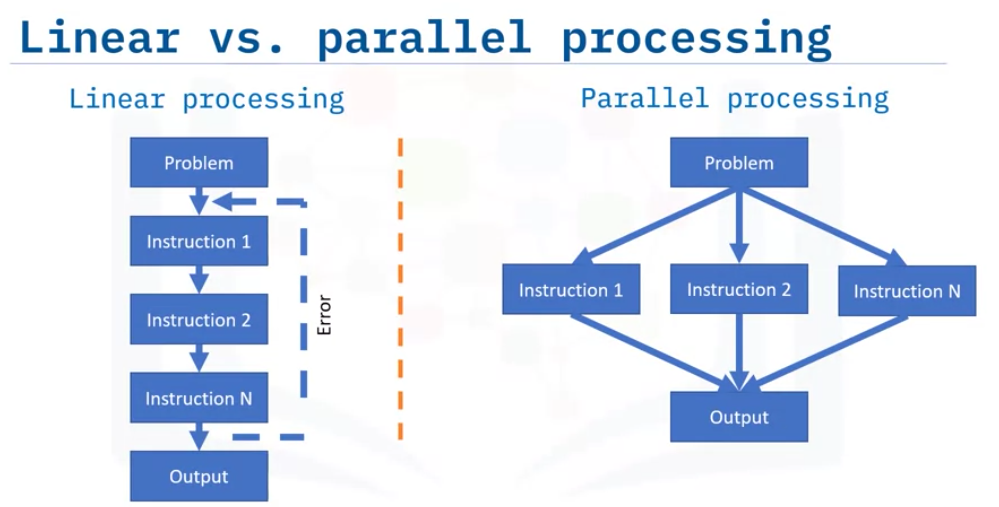 Linear vs. parallel processing
Linear processing
Problem
Instruction 1
Instruction 2
Instruction N
Output
Error
Parallel processing
Problem
Instruction 1
Instruction 2
Instruction N
Output